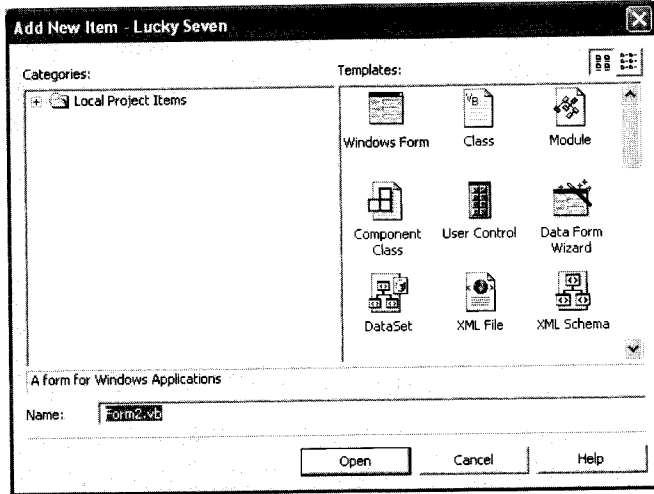 Add New Item - Lucky Seven
Categories:
Templates:
Local Project Items
Windows Form
Class
Module
Component Class
User Control
Data Form Wizard
DataSet
XML File
XML Schema
A form for Windows Applications
Name:
Form2.vb
Open
Cancel
Help